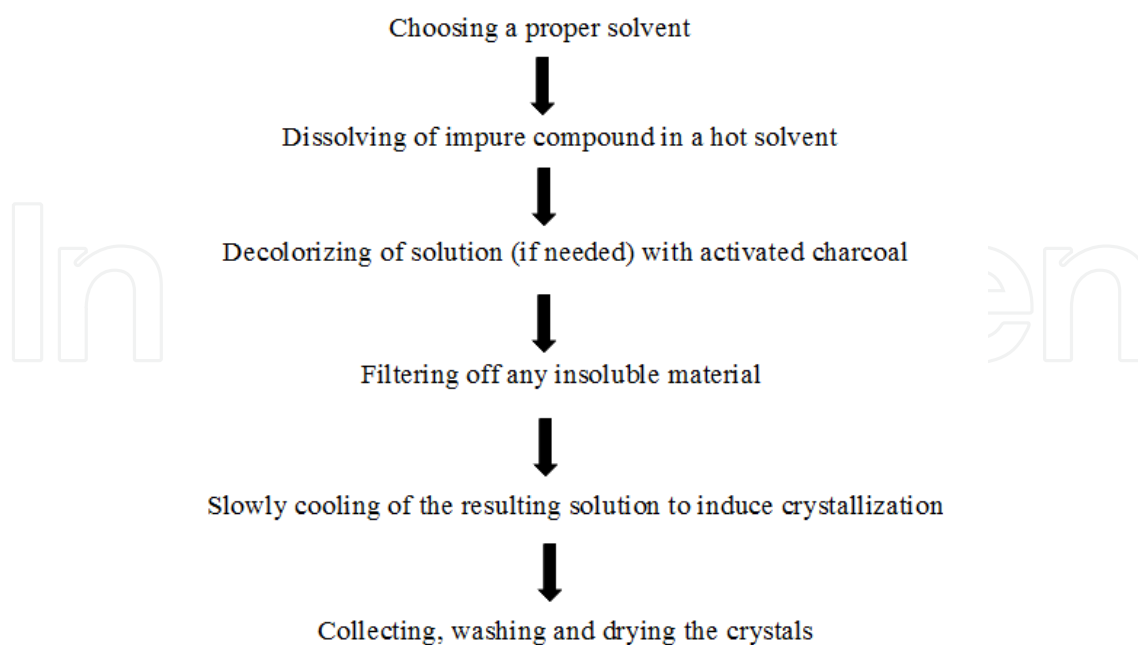 Choosing a proper solvent
Dissolving of impure compound in a hot solvent
Decolorizing of solution (if needed) with activated charcoal
In
en
Filtering off any insoluble material
Slowly cooling of the resulting solution to induce crystallization
Collecting, washing and drying the crystals